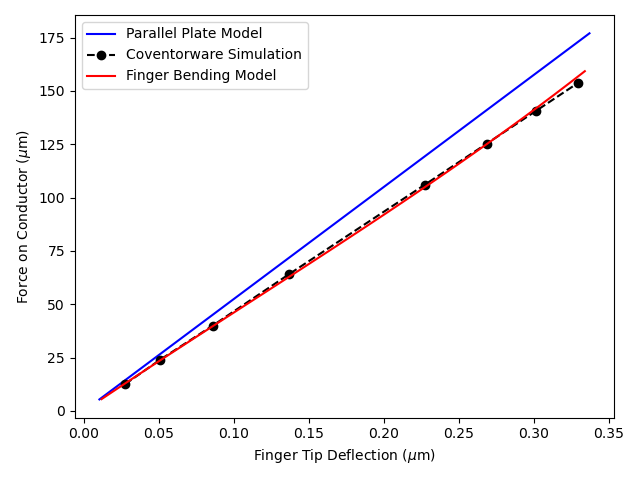 Parallel Plate Model
Coventorware Simulation
Finger Bending Model
Force on Conductor (μm)
175
150
125
100
75
50
25
0
0.00 0.05 0.10 0.15 0.20 0.25 0.30 0.35
Finger Tip Deflection (μm)